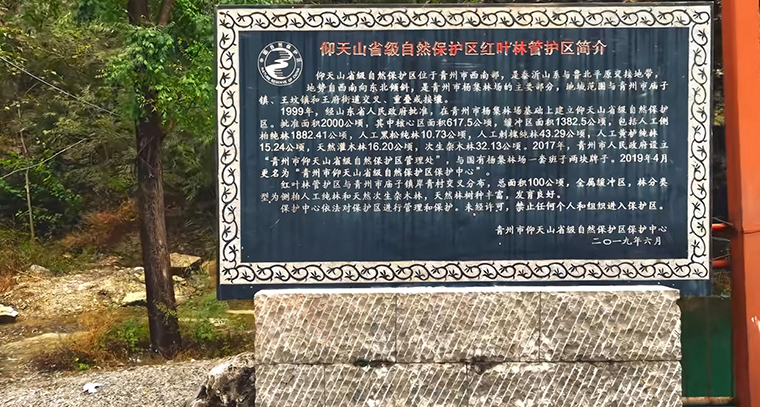 仰天山省级自然保护区红叶林管护区简介
仰天山省级自然保护区位于青州市西南部，是泰沂山系与鲁北平原交接地带，
地势自西南向东北倾斜，是青州市杨集林场的主要部分，地域范围与青州市庙子
镇、王坟镇和王府街道交叉、重叠或接壤。
1999年，经山东省人民政府批准，在青州市杨集林场基础上建立仰天山省级自然保护
区。批准面积2000公顷，其中核心区面积617.5公顷，缓冲区面积1382.5公顷，包括人工侧
柏纯林1882.41公顷，人工黑松纯林10.73公顷，人工刺槐纯林43.29公顷，人工黄栌纯林
15.24公顷，天然灌木林16.20公顷，次生杂木林32.13公顷。2017年，青州市人民政府设立
“青州市仰天山省级自然保护区管理处”，与国有杨集林场一套班子两块牌子。2019年4月
更名为“青州市仰天山省级自然保护区保护中心”。
红叶林管护区与青州市庙子镇岸青村交叉分布，总面积100公顷，全属缓冲区，林分类
型为侧柏人工纯林和天然次生杂木林，天然林树种丰富，发育良好。
保护中心依法对保护区进行管理和保护。未经许可，禁止任何个人和组织进入保护区。
青州市仰天山省级自然保护区保护中心
二〇一九年六月